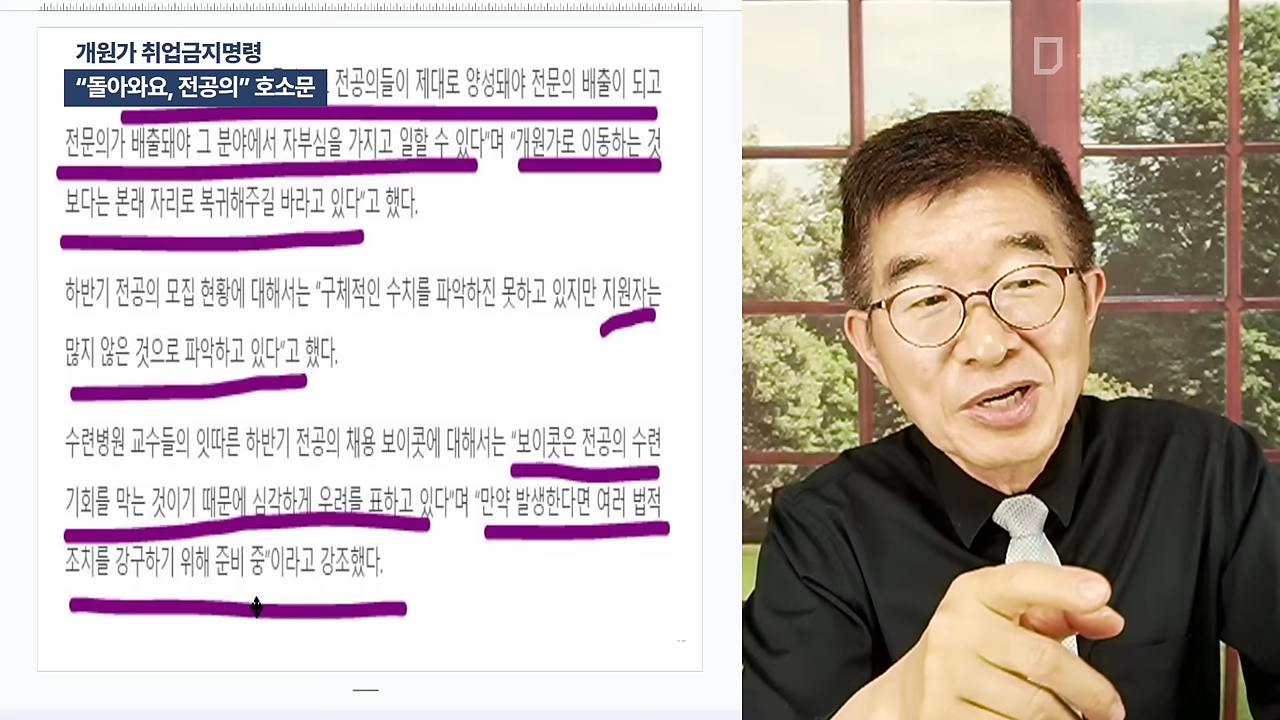 개원가 취업금지명령
“돌아와요, 전공의” 호소문
전공의들이 제대로 양성돼야 전문의 배출이 되고
전문의가 배출돼야 그 분야에서 자부심을 가지고 일할 수 있다”며 “개원가로 이동하는 것
보다는 본래 자리로 복귀해주길 바라고 있다”고 했다.
하반기 전공의 모집 현황에 대해서는 “구체적인 수치를 파악하진 못하고 있지만 지원자는
많지 않은 것으로 파악하고 있다”고 했다.
수련병원 교수들의 잇따른 하반기 전공의 채용 보이콧에 대해서는 “보이콧은 전공의 수련
기회를 막는 것이기 때문에 심각하게 우려를 표하고 있다”며 “만약 발생한다면 여러 법적
조치를 강구하기 위해 준비 중”이라고 강조했다.